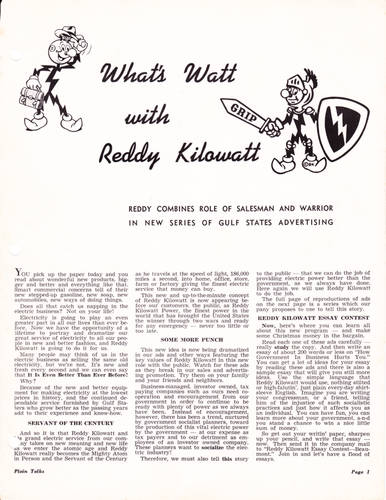 What's Watt
with
Reddy Kilowatt
GRIP
REDDY COMBINES ROLE OF SALESMAN AND WARRIOR
IN NEW SERIES OF GULF STATES ADVERTISING
YOU pick up the paper today and you
read about wonderful new products, big-
ger and better and everything like that.
Smart commercial concerns tell of their
new stepped-up gasoline, new soap, new
automobiles, new ways of doing things.
Does all that catch us napping in the
electric business? Not on your life!
Electricity is going to play an even
greater part in all our lives than ever be-
fore. Now we have the opportunity of a
lifetime to portray and dramatize our
great service of electricity to all our peo-
ple in new and better fashion, and Reddy
Kilowatt is going to do it for us.
Many people may think of us in the
electric business as selling the same old
electricity, but we're not. It's new and
fresh every second and we can even say
that It Is Even Better Than Ever Before!
Why?
Because of the new and better equip-
ment for making electricity at the lowest
prices in history, and the continued de-
pendable service furnished by Gulf Sta-
ters who grow better as the passing years
add to their experience and know-how.
SERVANT OF THE CENTURY
And so it is that Reddy Kilowatt and
's grand electric service from our com-
ny takes on new meaning and new life
as we enter the atomic age and Reddy
Kilowatt really becomes the Mighty Atom
in Person and the Servant of the Century
as he travels at the speed of light, 186,000
miles a second, into home, office, store,
farm or factory giving the finest electric
service that money can buy.
This new and up-to-the-minute concept
of Reddy Kilowatt is now appearing be-
fore our customers, the public, as Reddy
Kilowatt Power, the finest power in the
world that has brought the United States
the winner through two wars and ready
for any emergency — never too little or
too late.
SOME MORE PUNCH
This new idea is now being dramatized
in our ads and other ways featuring the
key values of Reddy Kilowatt in this new
role with the public. Watch for these ads
as they break in our sales and advertis-
ing promotion. Try them on your family
and your friends and neighbors.
Business-managed, investor owned, tax
paying companies such as ours need co-
operation and encouragement from our
government in order to continue to be
ready with plenty of power as we always
have been. Instead of encouragement,
however, there has been a trend, nurtured
by government socialist planners, toward
the production of this vital electric power
by the government — at our expense as
tax payers and to the detriment as em-
ployees of an investor owned company.
These planners want to socialize the elec-
tric industry!
Therefore, we must also tell this story
to the public — that we can do the job of
providing electric power better than the
government, as we always have done.
Here again we will use Reddy Kilowatt
to do the job.
The full page of reproductions of ads
on the next page is a series which our
company proposes to use to tell this story.
REDDY KILOWATT ESSAY CONTEST
Now, here's where you can learn all
about this new program — and make
some Christmas money in the bargain.
Read each one of these ads carefully —
really study the copy. And then write an
essay of about 200 words or less on "How
Government In Business Hurts You."
You can get a lot of ideas for your essay
by reading these ads and there is also a
sample essay that will give you still more
ideas. Use the simple language that
Reddy Kilowatt would use, nothing stilted
or high-falutin', just plain every-day shirt-
sleeve English. Imagine you are writing
your congressman, or a friend, telling
him of the injustice of such socialistic
practices and just how it affects you as
an individual. You can have fun, you can
learn more about your government, a-n-d
you stand a chance to win a nice little
sum of money.
So get out your writin' paper, sharpen
up your pencil, and write that essay —
now. Then send it in the company mail
to "Reddy Kilowatt Essay Contest—Beau-
mont." Join in and let's have a flood of
essays.
Plain Talks
Page 1